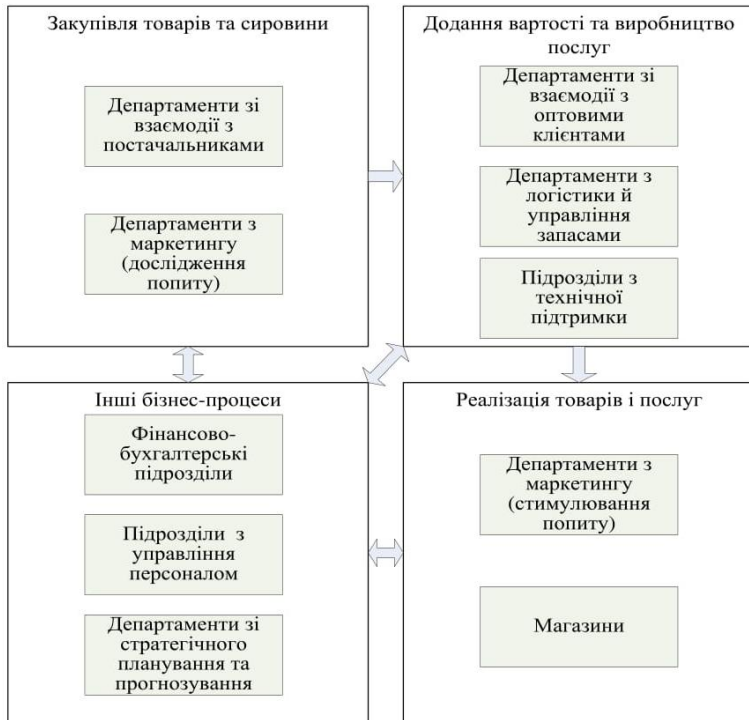 Закупівля товарів та сировини
Департаменти зі
взаємодії з
постачальниками
Департаменти з
маркетингу
(дослідження
попиту)
Додання вартості та виробництво
послуг
Департаменти зі
взаємодії з
оптовими
клієнтами
Департаменти з
логістики й
управління
запасами
Підрозділи з
технічної
підтримки
Інші бізнес-процеси
Фінансово-
бухгалтерські
підрозділи
Підрозділи з
управління
персоналом
Департаменти зі
стратегічного
планування та
прогнозування
Реалізація товарів і послуг
Департаменти з
маркетингу
(стимулювання
попиту)
Магазини